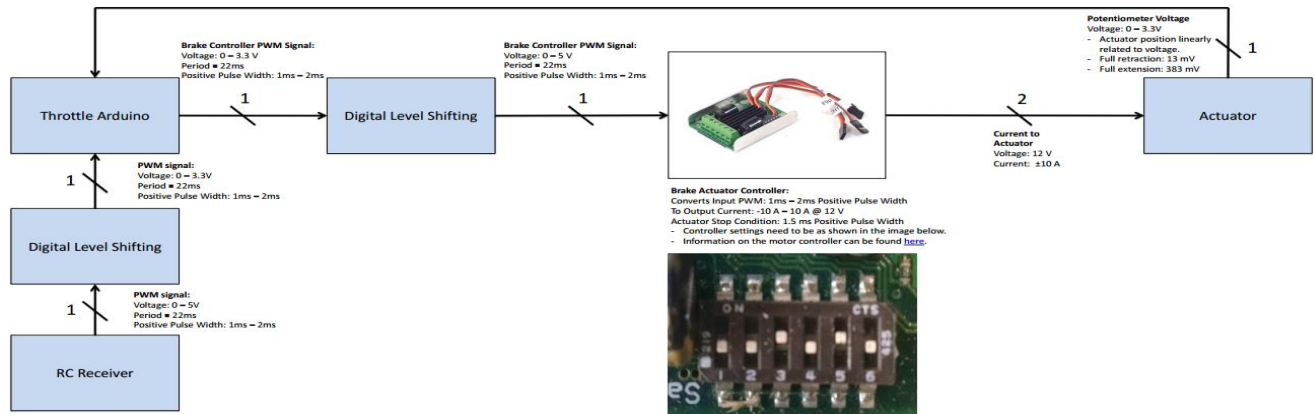 Potentiometer Voltage
Voltage: 0 – 3.3V
- Actuator position linearly
related to voltage.
- Full retraction: 13 mV
- Full extension: 383 mV
1
Brake Controller PWM Signal:
Voltage: 0 – 3.3 V
Period = 22ms
Positive Pulse Width: 1ms – 2ms
1
Brake Controller PWM Signal:
Voltage: 0 – 5 V
Period = 22ms
Positive Pulse Width: 1ms – 2ms
1
Throttle Arduino
Digital Level Shifting
2
Current to
Actuator
Voltage: 12 V
Current: ±10 A
Actuator
PWM signal:
Voltage: 0 – 3.3V
Period = 22ms
Positive Pulse Width: 1ms – 2ms
1
Brake Actuator Controller:
Converts Input PWM: 1ms – 2ms Positive Pulse Width
To Output Current: -10 A – 10 A @ 12 V
Actuator Stop Condition: 1.5 ms Positive Pulse Width
- Controller settings need to be as shown in the image below.
- Information on the motor controller can be found here.
Digital Level Shifting
PWM signal:
Voltage: 0 – 5V
Period = 22ms
Positive Pulse Width: 1ms – 2ms
1
RC Receiver
ON CTS
219
425
1 2 3 4 5 6